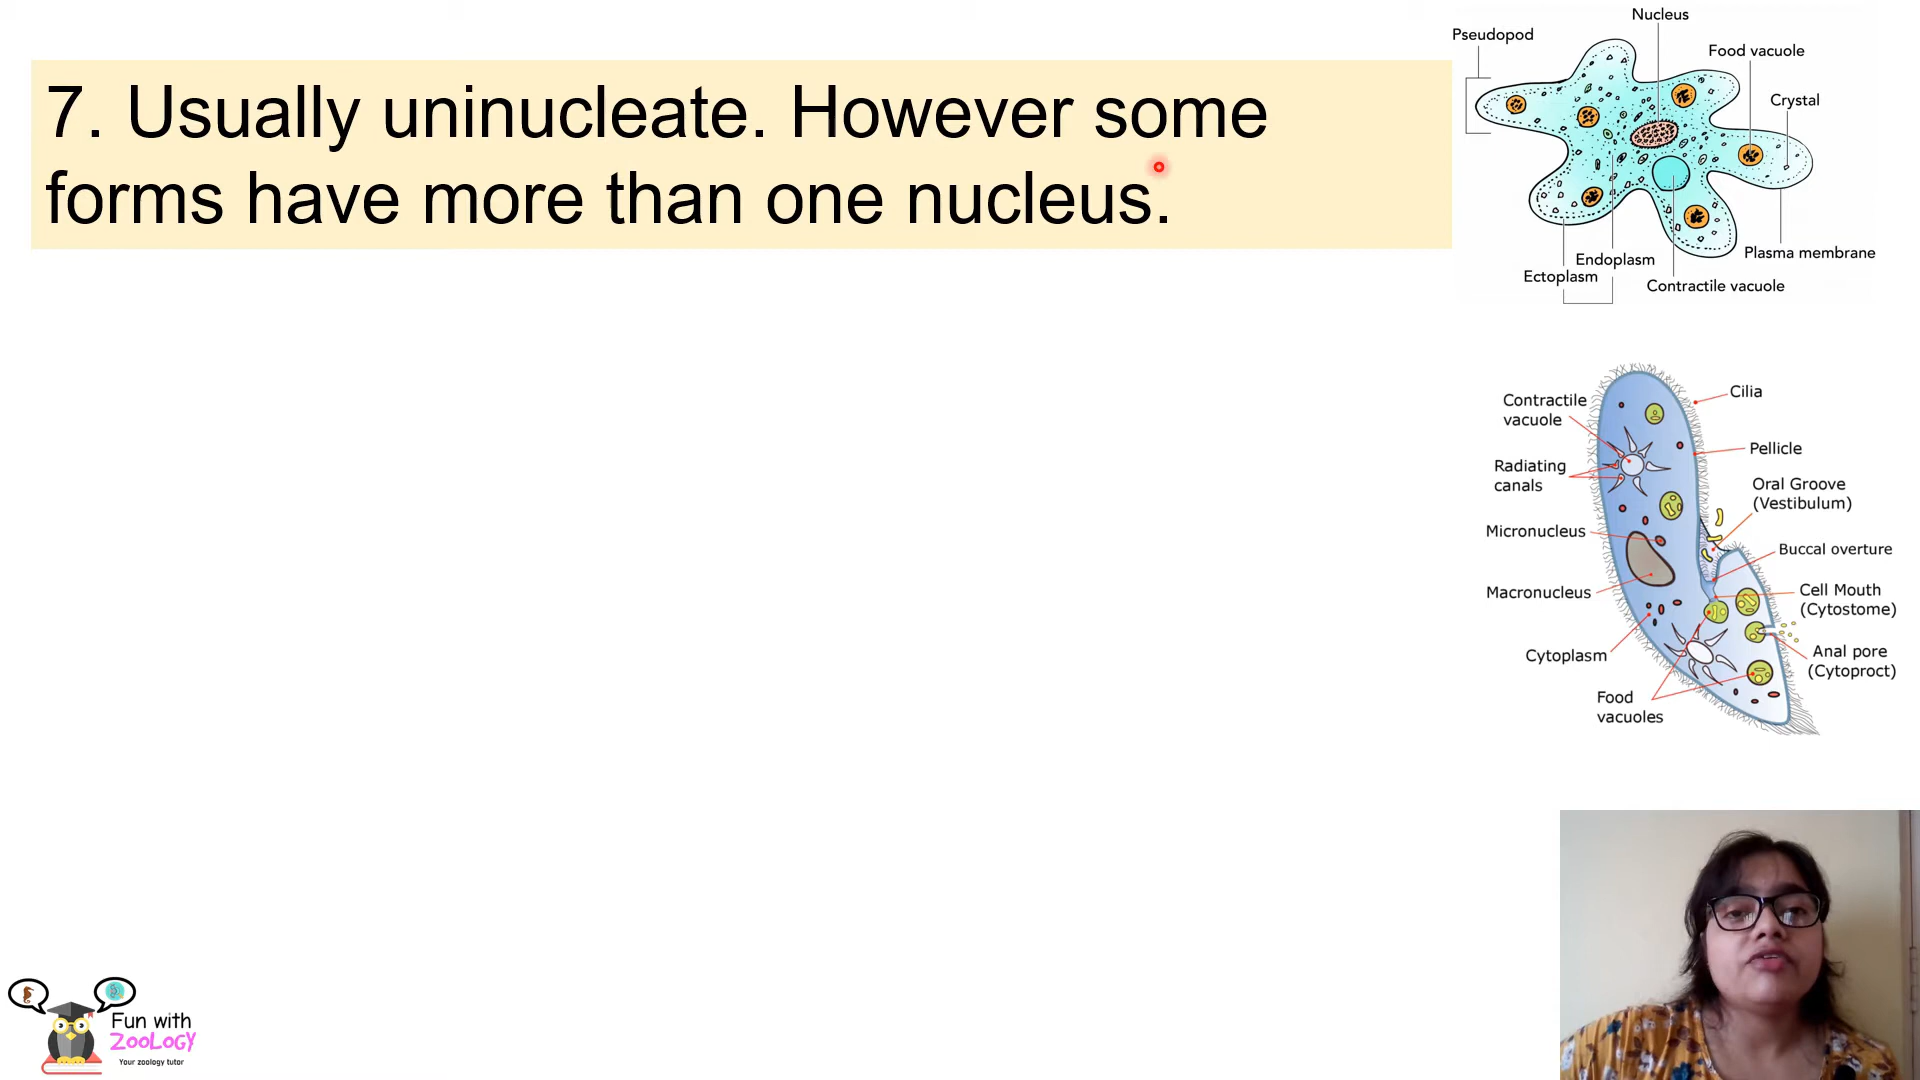 7. Usually uninucleate. However some
forms have more than one nucleus.
Nucleus
Pseudopod
Food vacuole
Crystal
Plasma membrane
Endoplasm
Ectoplasm
Contractile vacuole
Contractile
vacuole
Cilia
Pellicle
Radiating
canals
Oral Groove
(Vestibulum)
Micronucleus
Buccal overture
Macronucleus
Cell Mouth
(Cytostome)
Cytoplasm
Anal pore
(Cytoproct)
Food
vacuoles
Fun with
ZOOLOGY
Your zoology tutor